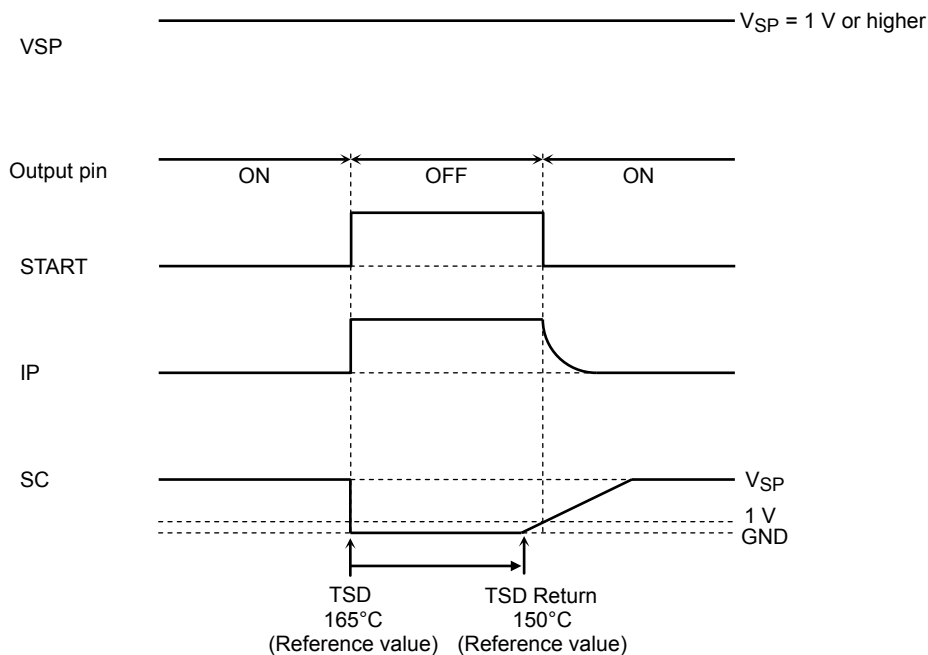 V_SP = 1 V or higher
VSP
Output pin
ON
OFF
ON
START
IP
SC
V_SP
1 V
GND
TSD
165°C
(Reference value)
TSD Return
150°C
(Reference value)